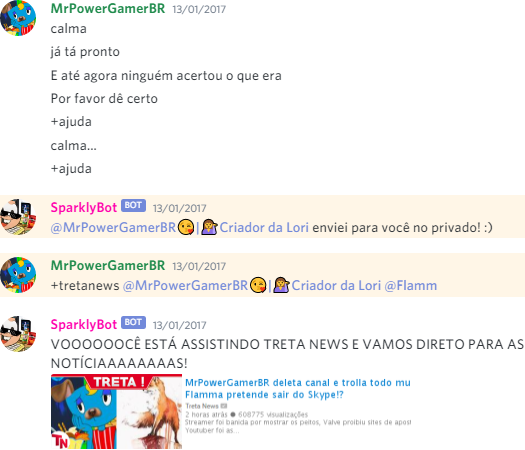 MrPowerGamerBR 13/01/2017
calma
já tá pronto
E até agora ninguém acertou o que era
Por favor dê certo
+ajuda
calma...
+ajuda
SparklyBot BOT 13/01/2017
@MrPowerGamerBR😘|💁Criador da Lori enviei para você no privado! :)
MrPowerGamerBR 13/01/2017
+tretanews @MrPowerGamerBR😘|💁Criador da Lori @Flamm
SparklyBot BOT 13/01/2017
VOOOOOOCÊ ESTÁ ASSISTINDO TRETA NEWS E VAMOS DIRETO PARA AS
NOTÍCIAAAAAAAAS!
TRETA !
TN
MrPowerGamerBR deleta canal e trolla todo mu
Flamma pretende sair do Skype!?
Treta News
2 horas atrás ● 608775 visualizações
Streamer foi banida por mostrar os peitos, Valve proibiu sites de apost
Youtuber foi as...